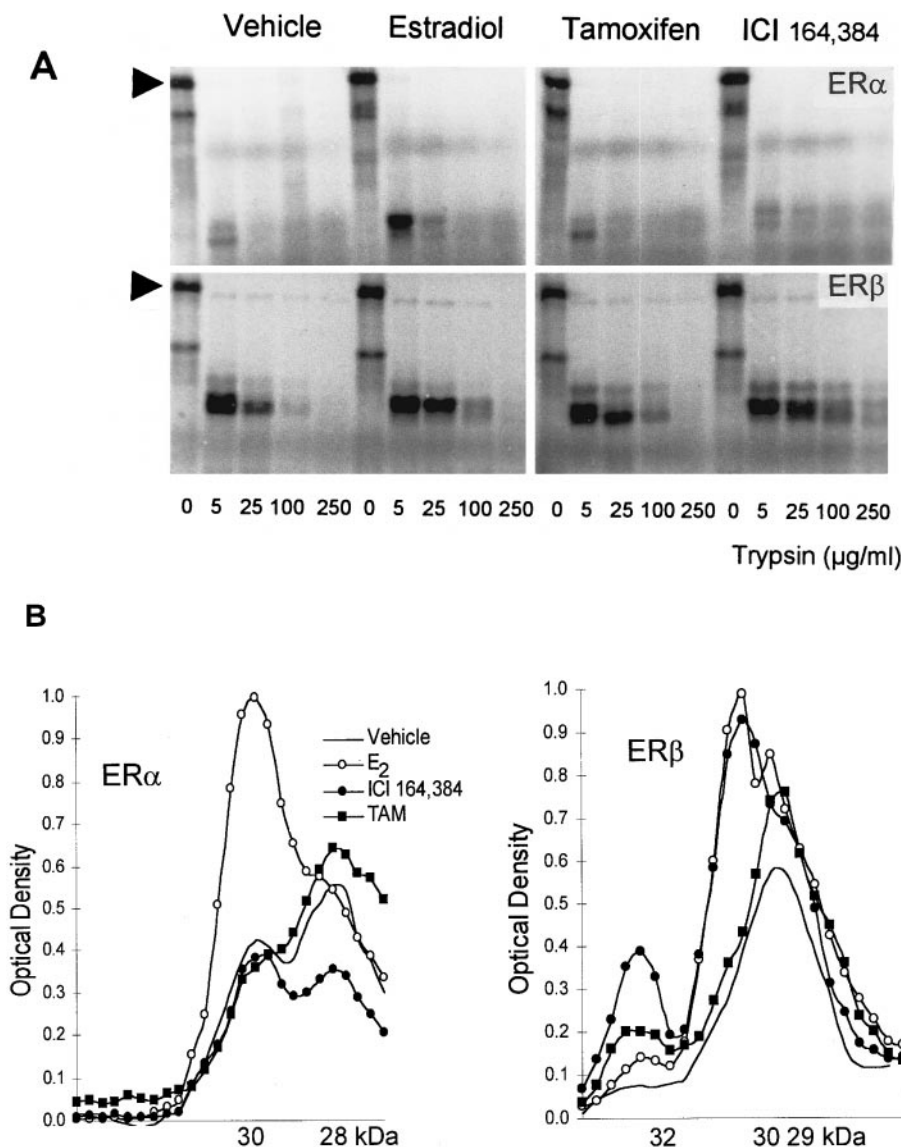 Vehicle Estradiol Tamoxifen ICI 164,384
A
ERα
ERβ
0 5 25 100 250 0 5 25 100 250 0 5 25 100 250 0 5 25 100 250
Trypsin (µg/ml)
B
1.0
0.9
0.8
0.7
0.6
0.5
0.4
0.3
0.2
0.1
0.0
Optical Density
ERα
Vehicle
E2
ICI 164,384
TAM
30 28 kDa
1.0
0.9
0.8
0.7
0.6
0.5
0.4
0.3
0.2
0.1
0.0
Optical Density
ERβ
32 30 29 kDa